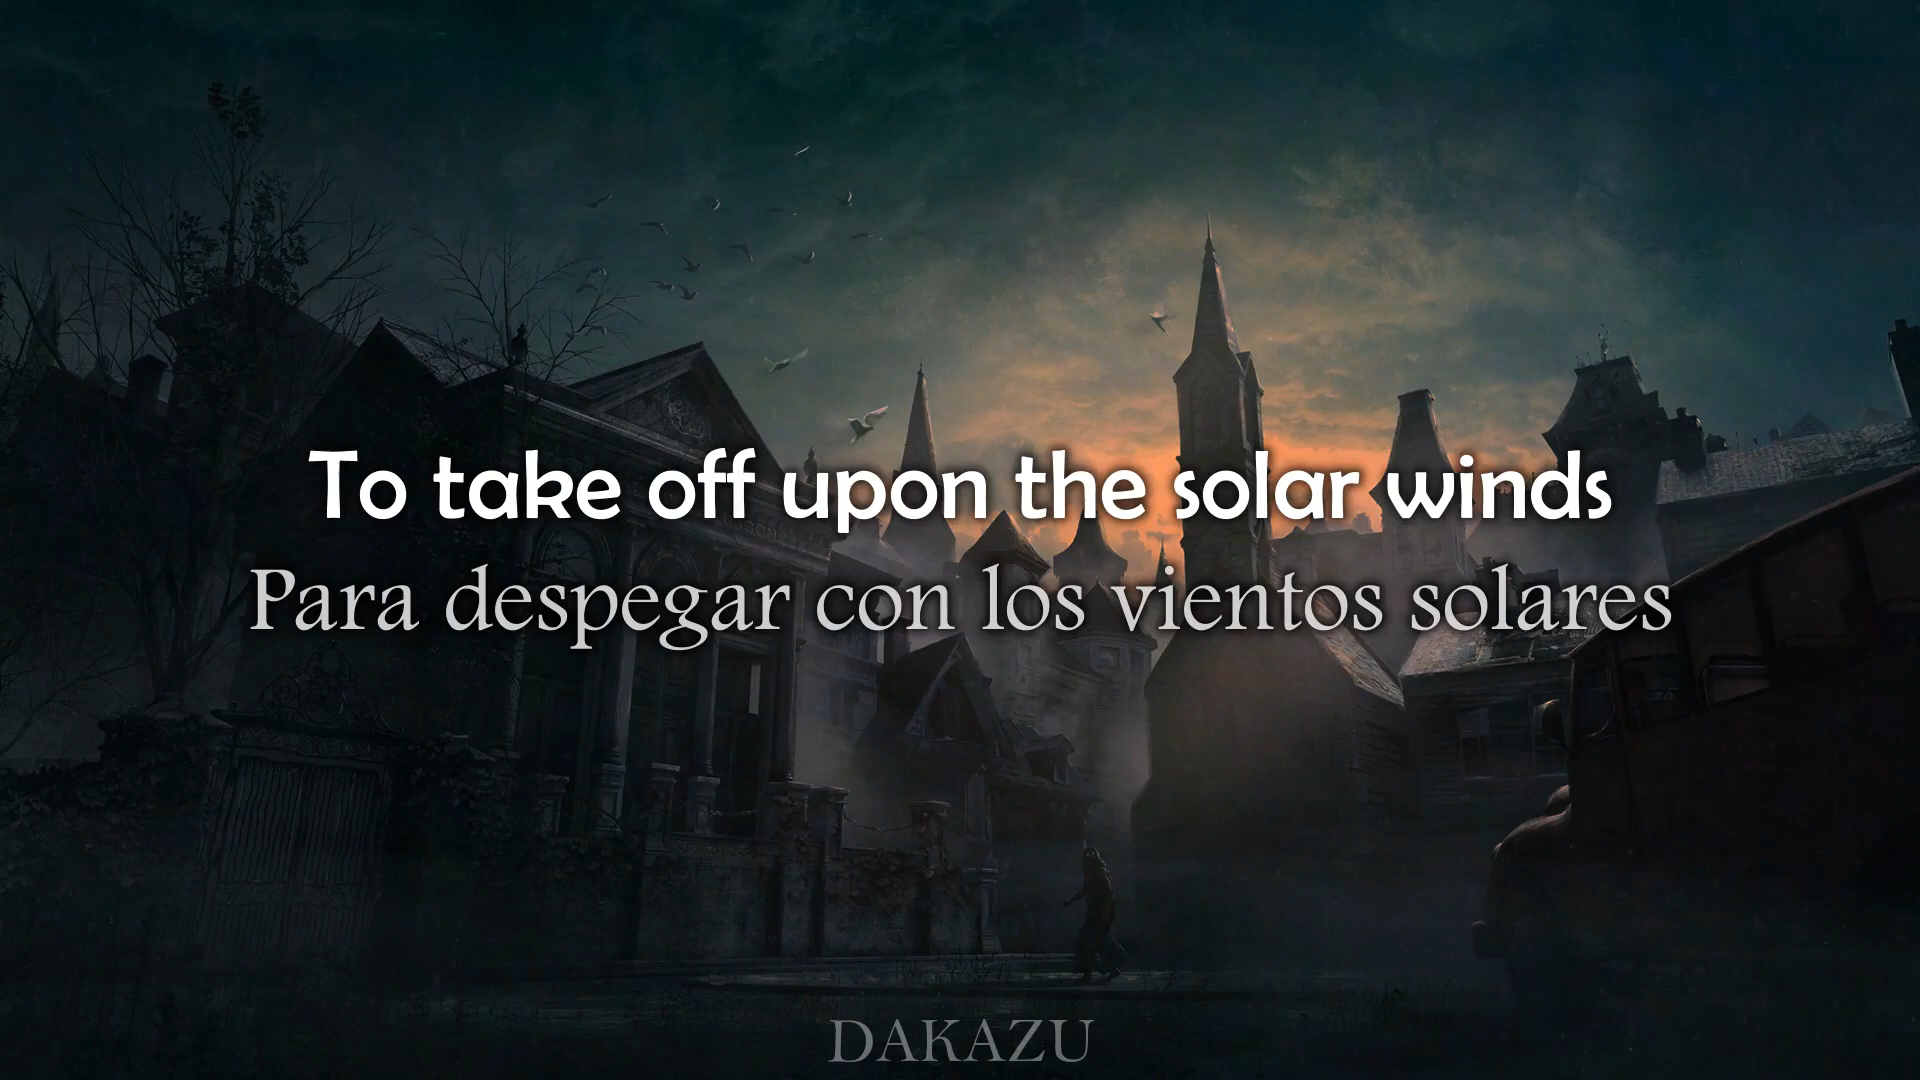 To take off upon the solar winds
Para despegar con los vientos solares
DAKAZU